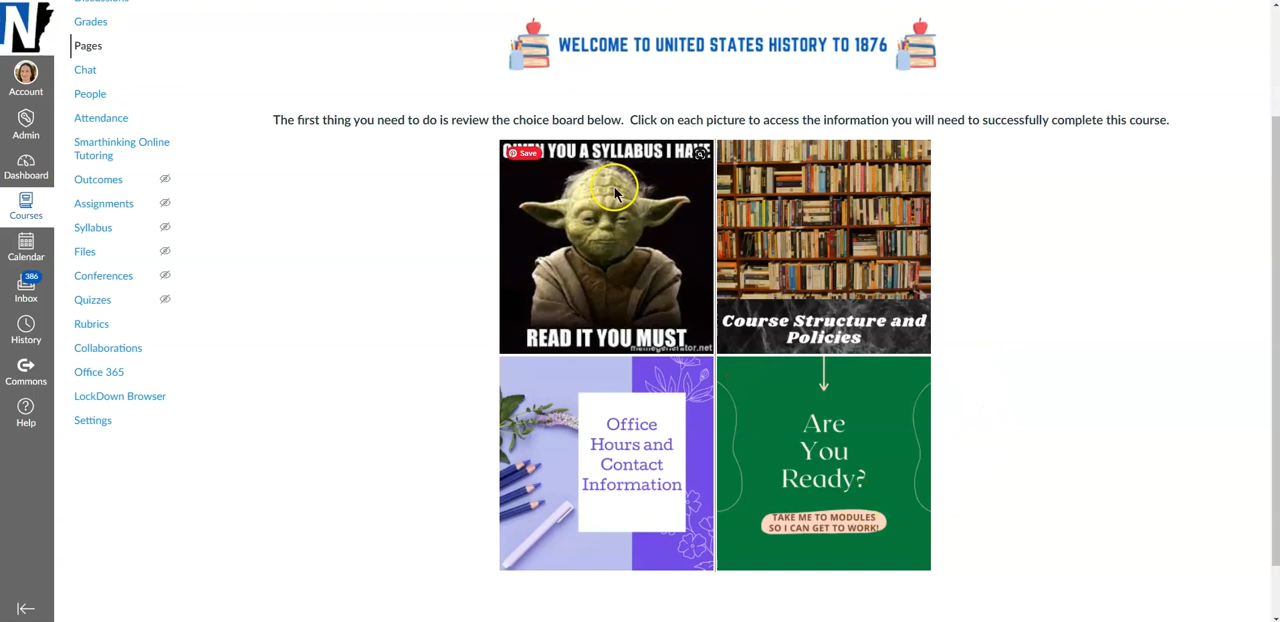 Grades
Pages
Chat
People
Attendance
Smarthinking Online
Tutoring
Outcomes
Assignments
Syllabus
Files
Conferences
Quizzes
Rubrics
Collaborations
Office 365
LockDown Browser
Settings
N
Account
Admin
Dashboard
Courses
Calendar
386
Inbox
History
Commons
Help
WELCOME TO UNITED STATES HISTORY TO 1876
The first thing you need to do is review the choice board below. Click on each picture to access the information you will need to successfully complete this course.
YOU A SYLLABUS I HAVE
Save
READ IT YOU MUST
memegenerator.net
Course Structure and
Policies
Office
Hours and
Contact
Information
Are
You
Ready?
TAKE ME TO MODULES
SO I CAN GET TO WORK!